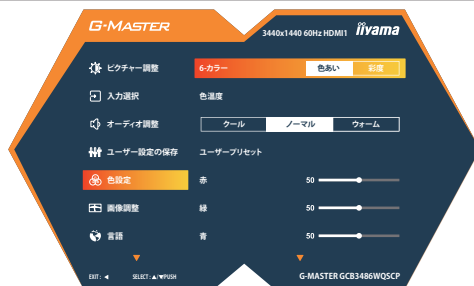 G-MASTER
3440x1440 60Hz HDMI1 iiyama
ピクチャー調整
6-カラー 色あい 彩度
入力選択
色温度
オーディオ調整
クール ノーマル ウォーム
ユーザー設定の保存
ユーザープリセット
色設定
赤 50
画像調整
緑 50
言語
青 50
EXIT : ◀ SELECT : ▲/▼PUSH
G-MASTER GCB3486WQSCP